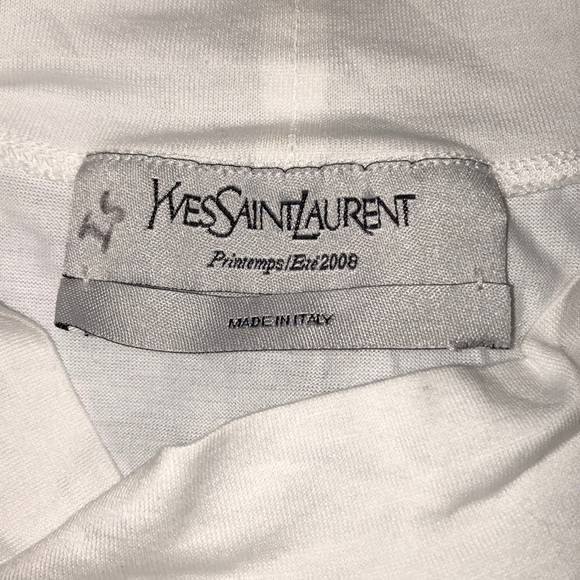 YVESSAINTLAURENT
Printemps/Eté2008
MADE IN ITALY